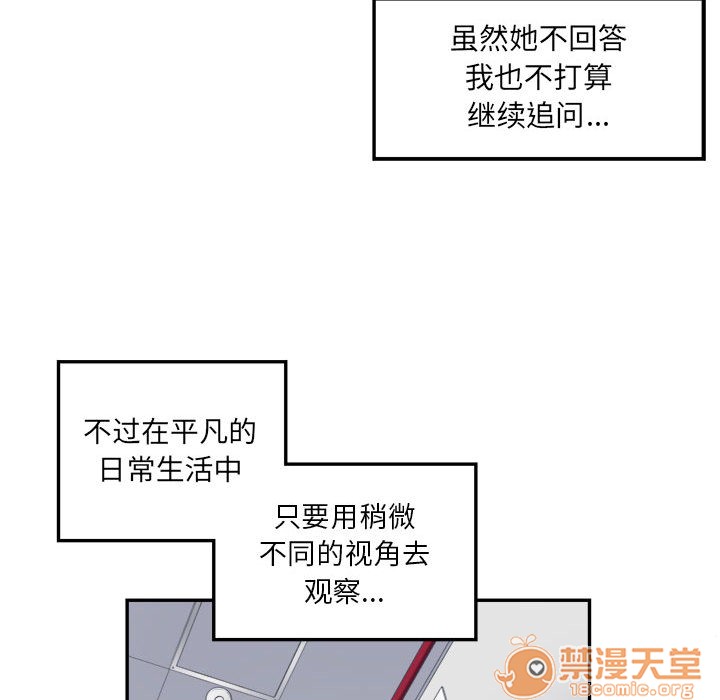 虽然她不回答
我也不打算
继续追问...
不过在平凡的
日常生活中
只要用稍微
不同的视角去
观察...
禁漫天堂
18comic.org